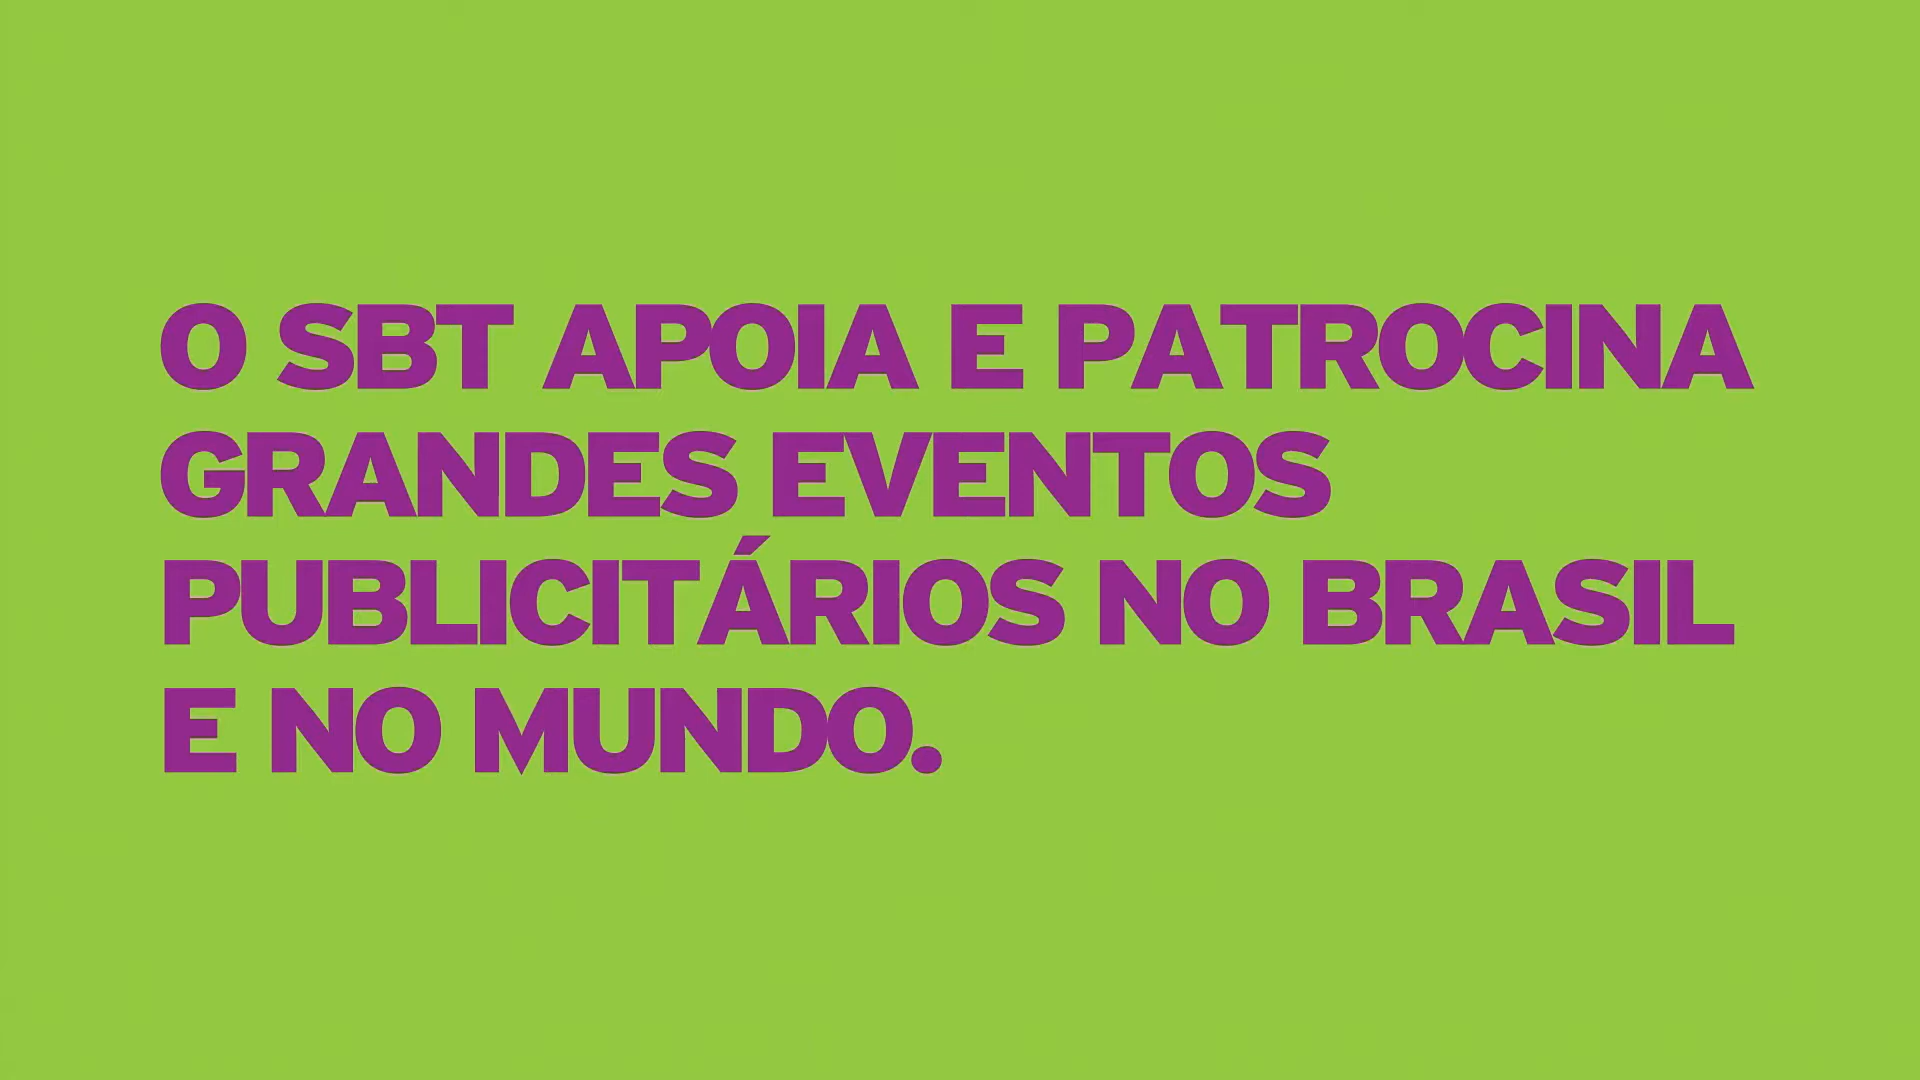 O SBT APOIA E PATROCINA
GRANDES EVENTOS
PUBLICITÁRIOS NO BRASIL
E NO MUNDO.